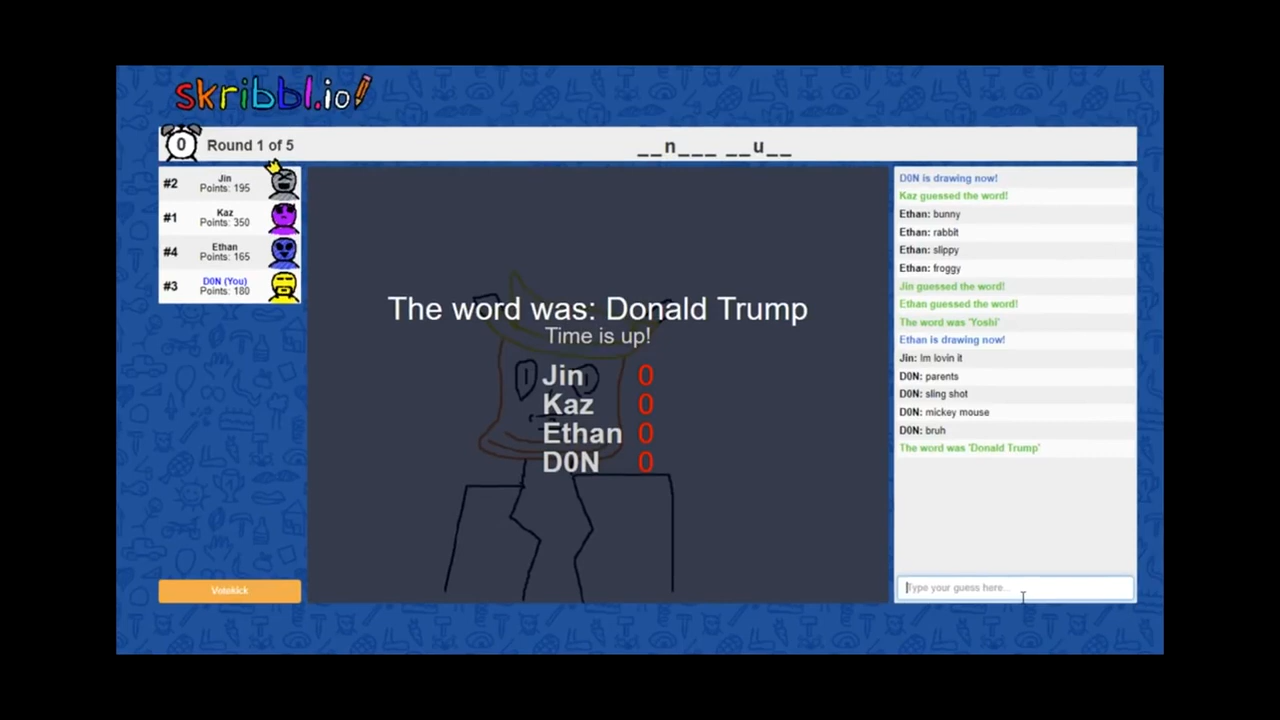 skribbl.io
0
Round 1 of 5
__n___ __u__
#2
Jin
Points: 195
#1
Kaz
Points: 350
#4
Ethan
Points: 165
#3
D0N (You)
Points: 180
Votekick
The word was: Donald Trump
Time is up!
Jin 0
Kaz 0
Ethan 0
D0N 0
D0N is drawing now!
Kaz guessed the word!
Ethan: bunny
Ethan: rabbit
Ethan: slippy
Ethan: froggy
Jin guessed the word!
Ethan guessed the word!
The word was 'Yoshi'
Ethan is drawing now!
Jin: Im lovin it
D0N: parents
D0N: sling shot
D0N: mickey mouse
D0N: bruh
The word was 'Donald Trump'
Type your guess here...